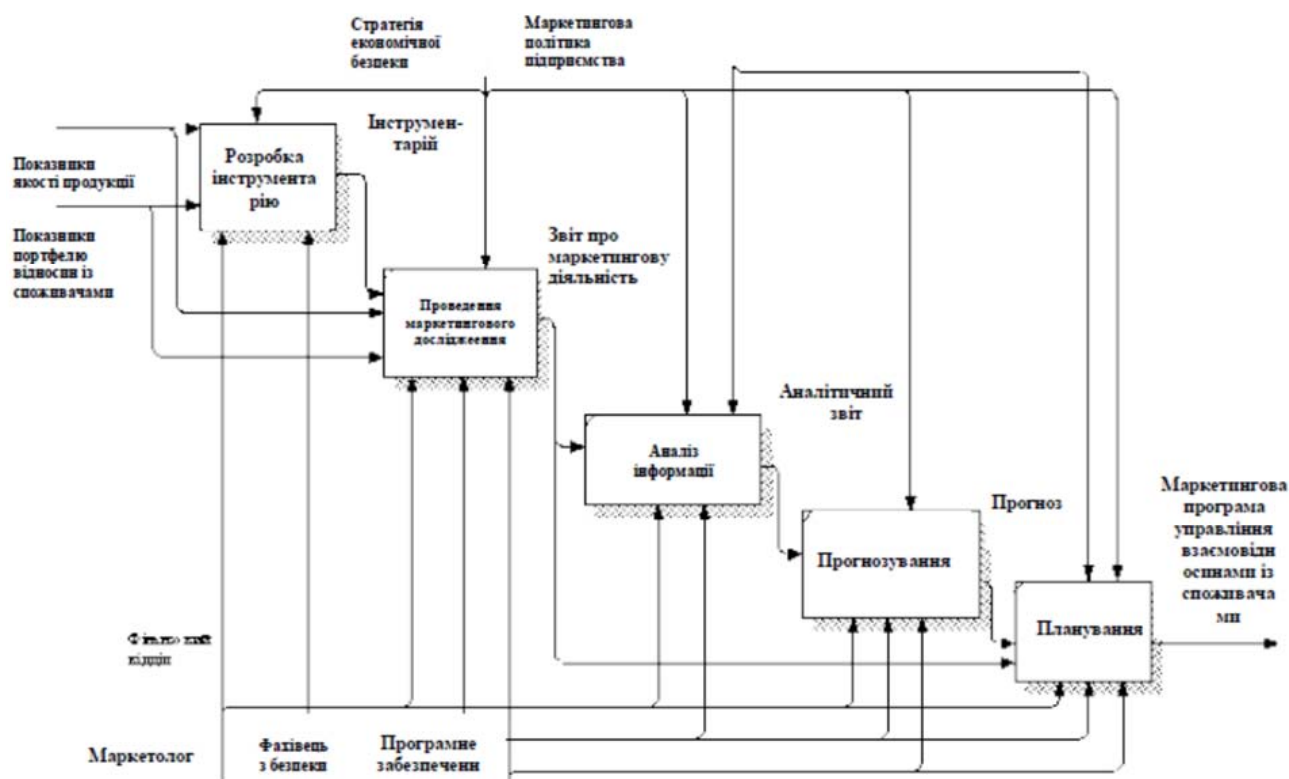 Стратегія
економічної
безпеки
Маркетингова
політика
підприємства
Показники
якості продукції
Показники
портфелю
відносин із
споживачами
Розробка
інструмента
рію
Інструмен-
тарій
Проведення
маркетингового
Звіт про
маркетингову
діяльність
Аналіз
інформації
Аналітичний
звіт
Прогнозування
Прогноз
Планування
Маркетингова
програма
управління
взаємовідн
осинами із
споживача
ми
Маркетолог
Фахівець
з безпеки
Програмне
забезпеченн